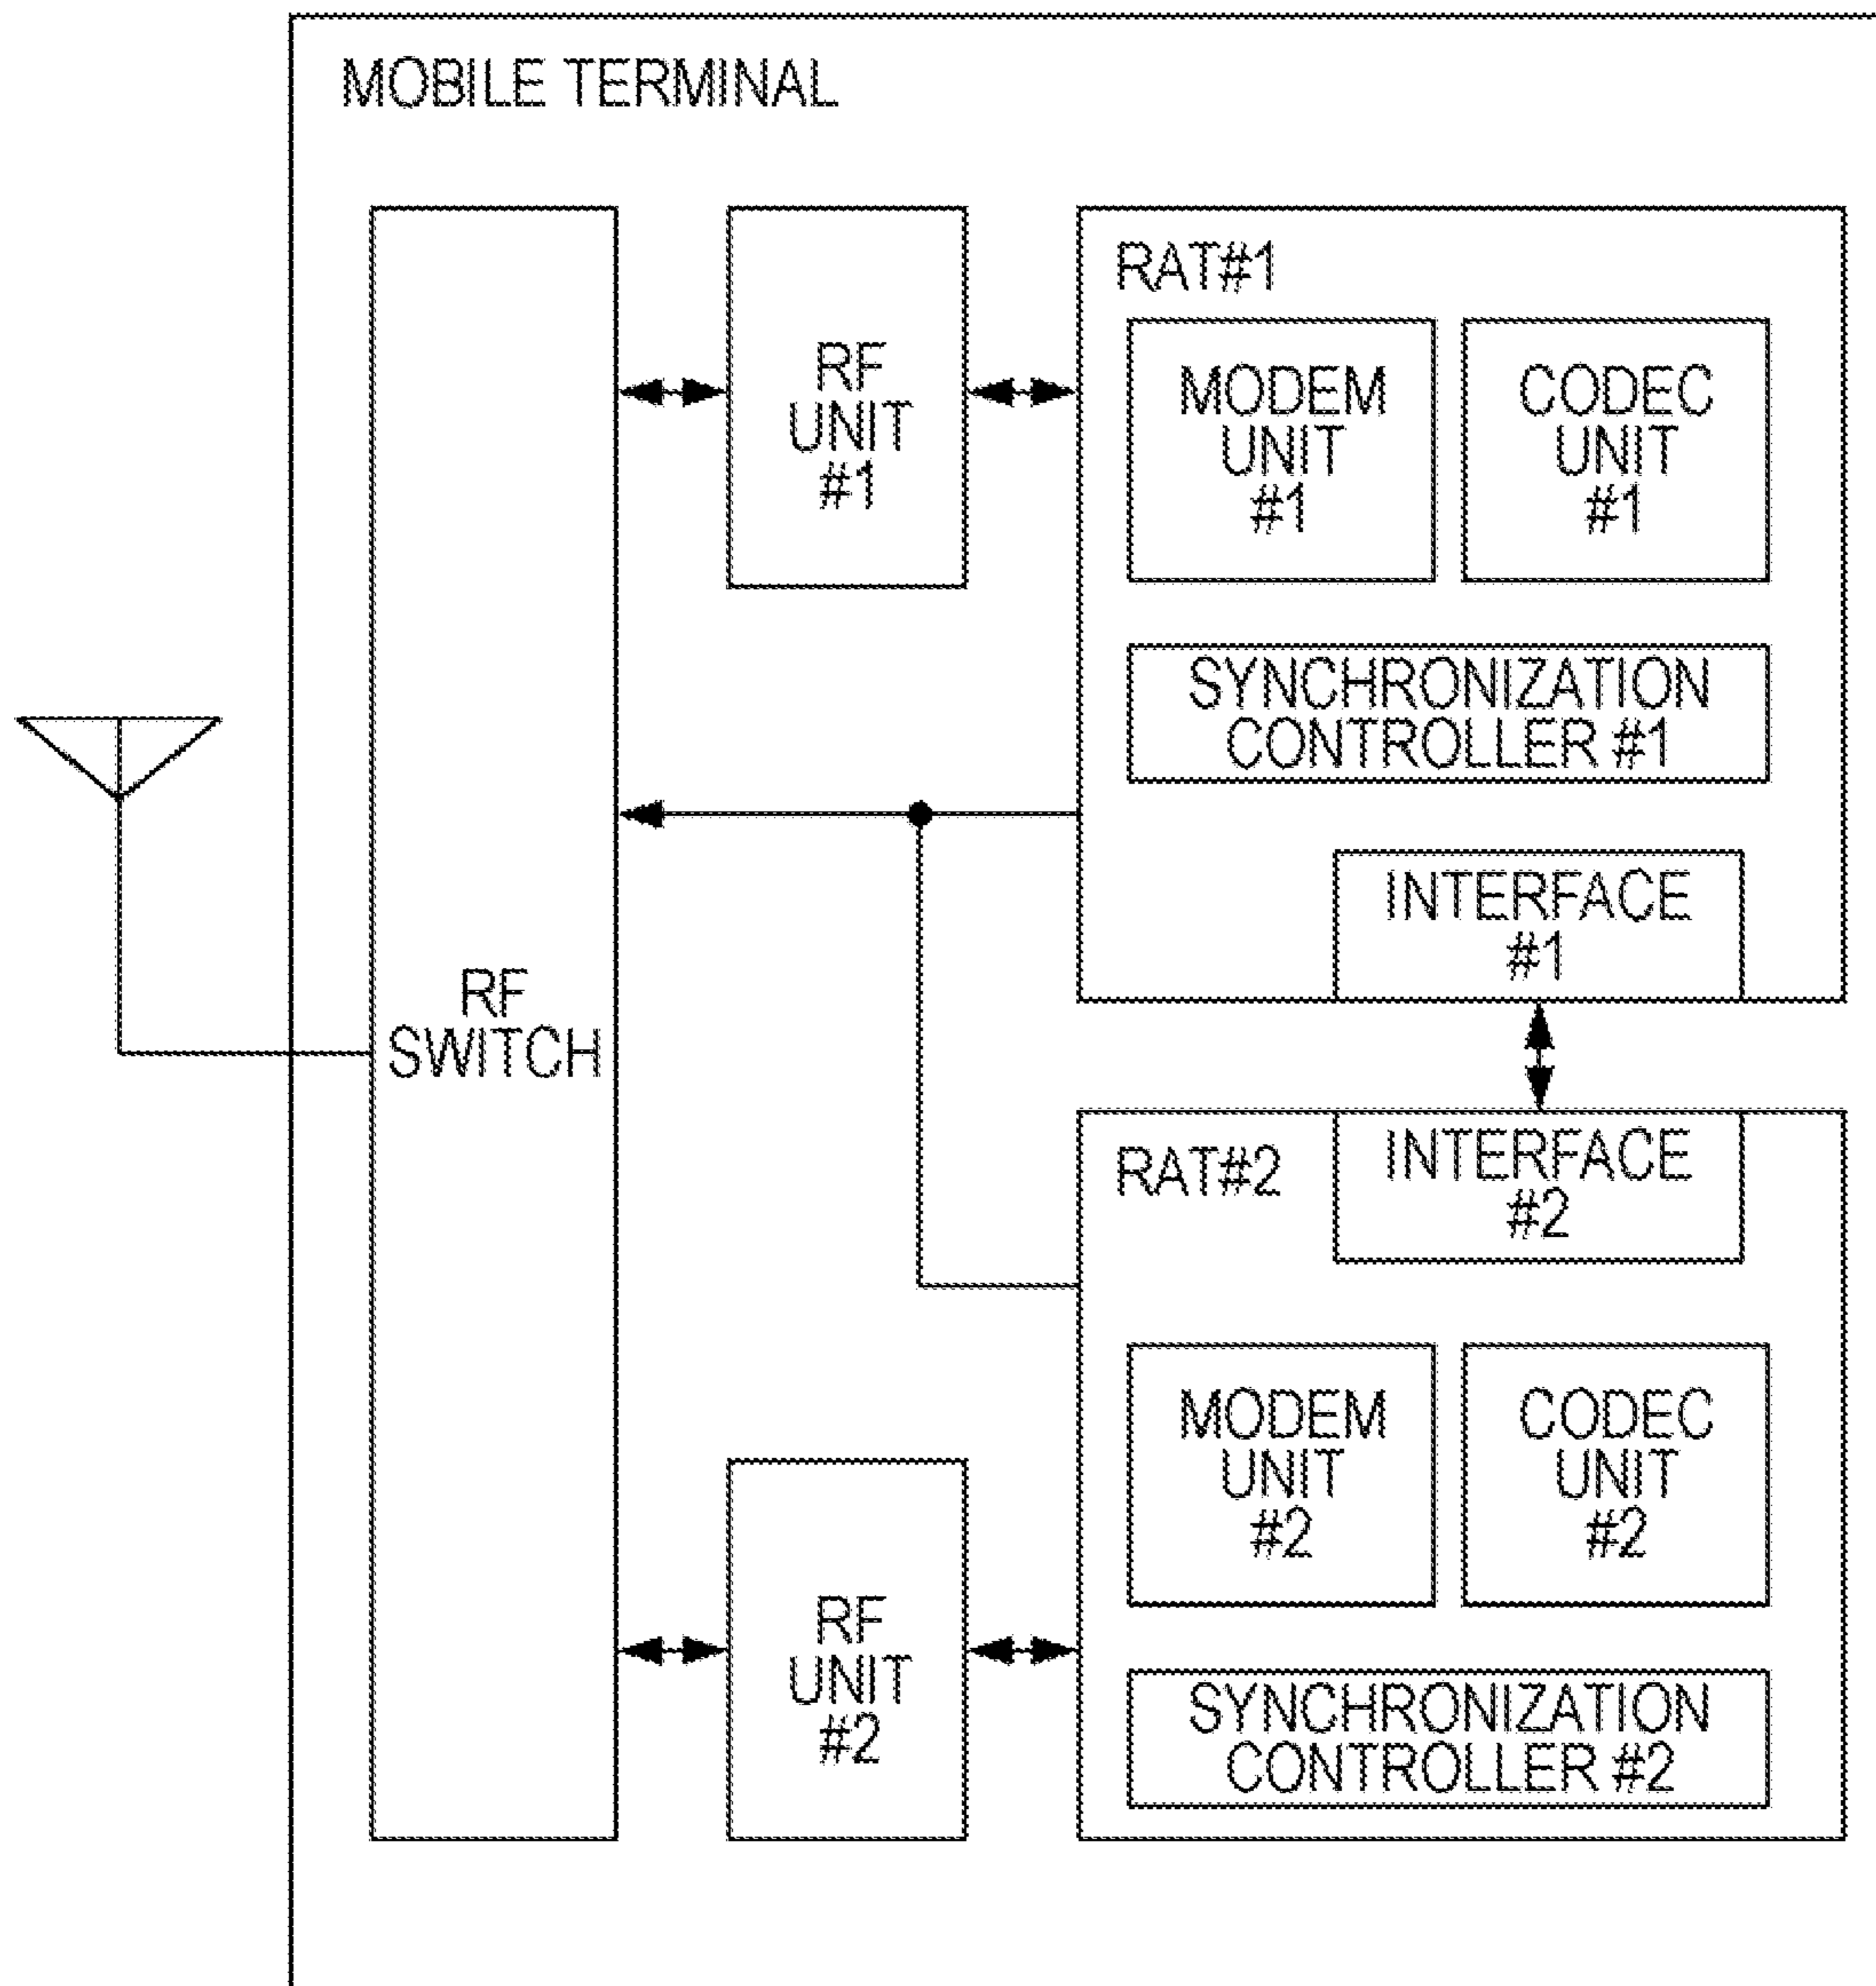 MOBILE TERMINAL
RF
SWITCH
RF
UNIT
#1
RAT#1
MODEM
UNIT
#1
CODEC
UNIT
#1
SYNCHRONIZATION
CONTROLLER #1
INTERFACE
#1
RAT#2
INTERFACE
#2
MODEM
UNIT
#2
CODEC
UNIT
#2
SYNCHRONIZATION
CONTROLLER #2
RF
UNIT
#2